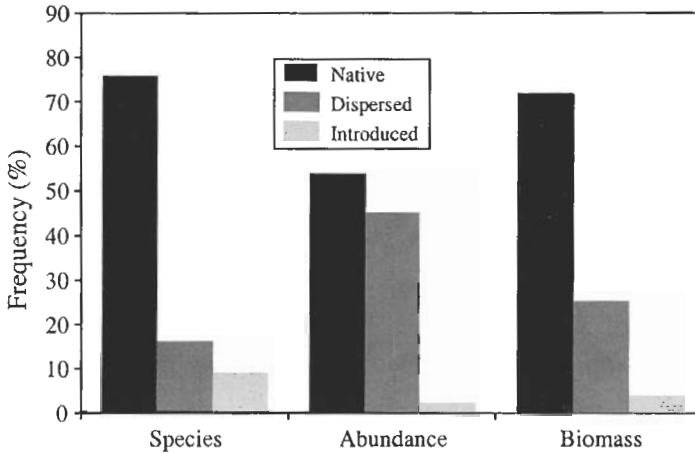 90
80
70
60
50
40
30
20
10
0
Frequency (%)
Native
Dispersed
Introduced
Species Abundance Biomass